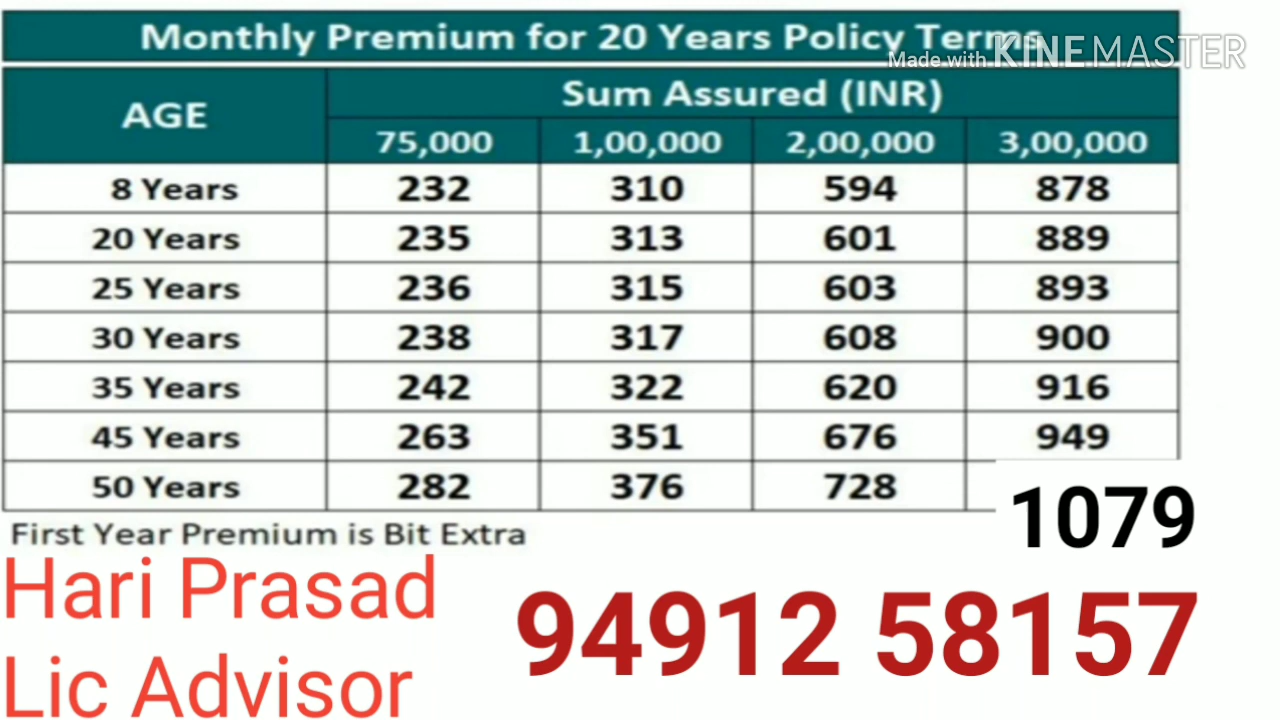 Monthly Premium for 20 Years Policy Terms
Made with KINEMASTER
AGE
Sum Assured (INR)
75,000 1,00,000 2,00,000 3,00,000
8 Years 232 310 594 878
20 Years 235 313 601 889
25 Years 236 315 603 893
30 Years 238 317 608 900
35 Years 242 322 620 916
45 Years 263 351 676 949
50 Years 282 376 728 1079
First Year Premium is Bit Extra
Hari Prasad
94912 58157
Lic Advisor